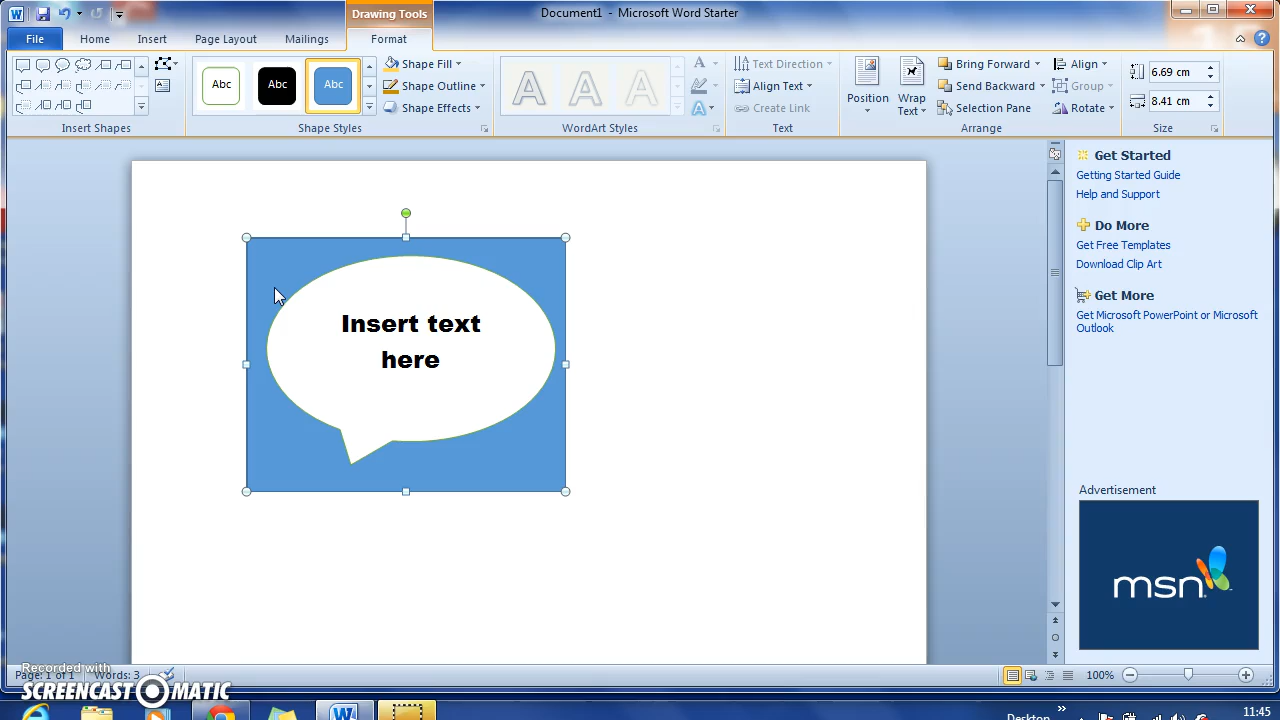 Drawing Tools
Document1 - Microsoft Word Starter
File Home Insert Page Layout Mailings Format
Abc Abc Abc
Shape Fill
Shape Outline
Shape Effects
A A A
Text Direction
Align Text
Create Link
Position
Wrap Text
Bring Forward
Send Backward
Selection Pane
Align
Group
Rotate
6.69 cm
8.41 cm
Insert Shapes Shape Styles WordArt Styles Text Arrange Size
Insert text
here
Get Started
Getting Started Guide
Help and Support
Do More
Get Free Templates
Download Clip Art
Get More
Get Microsoft PowerPoint or Microsoft
Outlook
Advertisement
msn
Page: 1 of 1 Words: 3
100%
Recorded with
SCREENCAST MATIC
Desktop
11:45